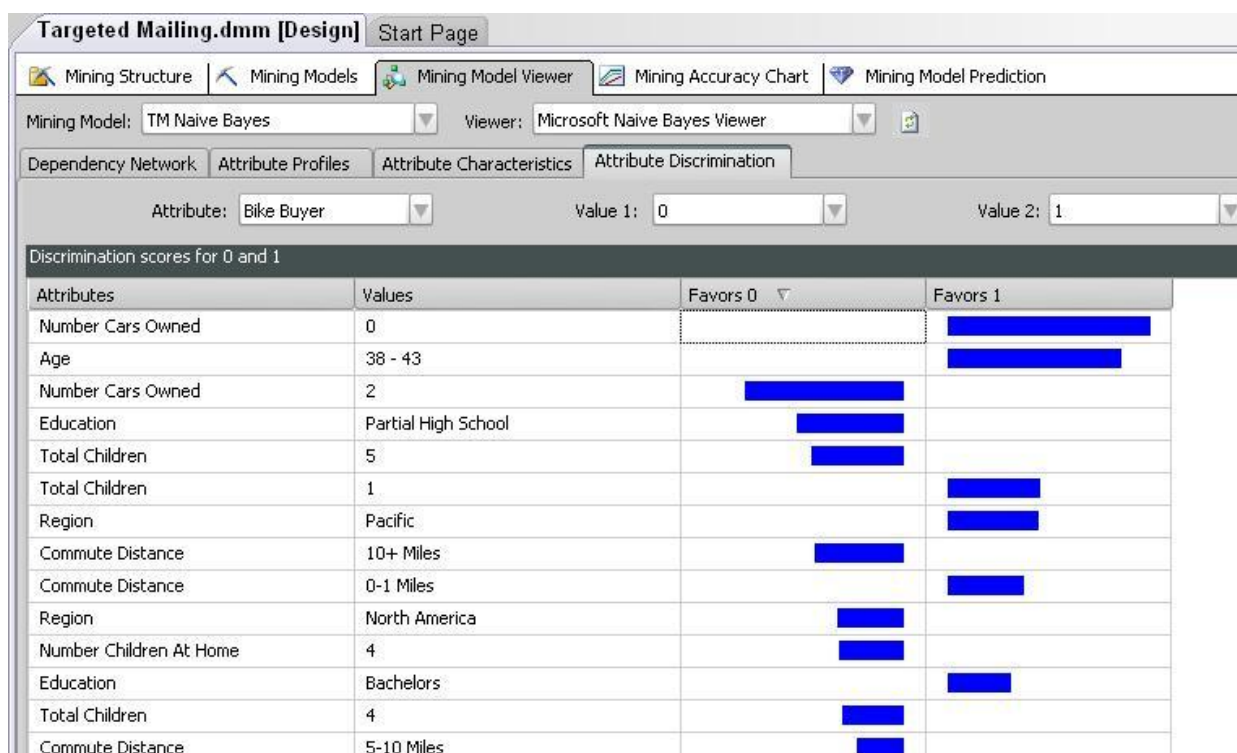 Targeted Mailing.dmm [Design] Start Page
Mining Structure Mining Models Mining Model Viewer Mining Accuracy Chart Mining Model Prediction
Mining Model: TM Naive Bayes Viewer: Microsoft Naive Bayes Viewer
Dependency Network Attribute Profiles Attribute Characteristics Attribute Discrimination
Attribute: Bike Buyer Value 1: 0 Value 2: 1
Discrimination scores for 0 and 1
Attributes Values Favors 0 Favors 1
Number Cars Owned 0
Age 38 - 43
Number Cars Owned 2
Education Partial High School
Total Children 5
Total Children 1
Region Pacific
Commute Distance 10+ Miles
Commute Distance 0-1 Miles
Region North America
Number Children At Home 4
Education Bachelors
Total Children 4
Commute Distance 5-10 Miles